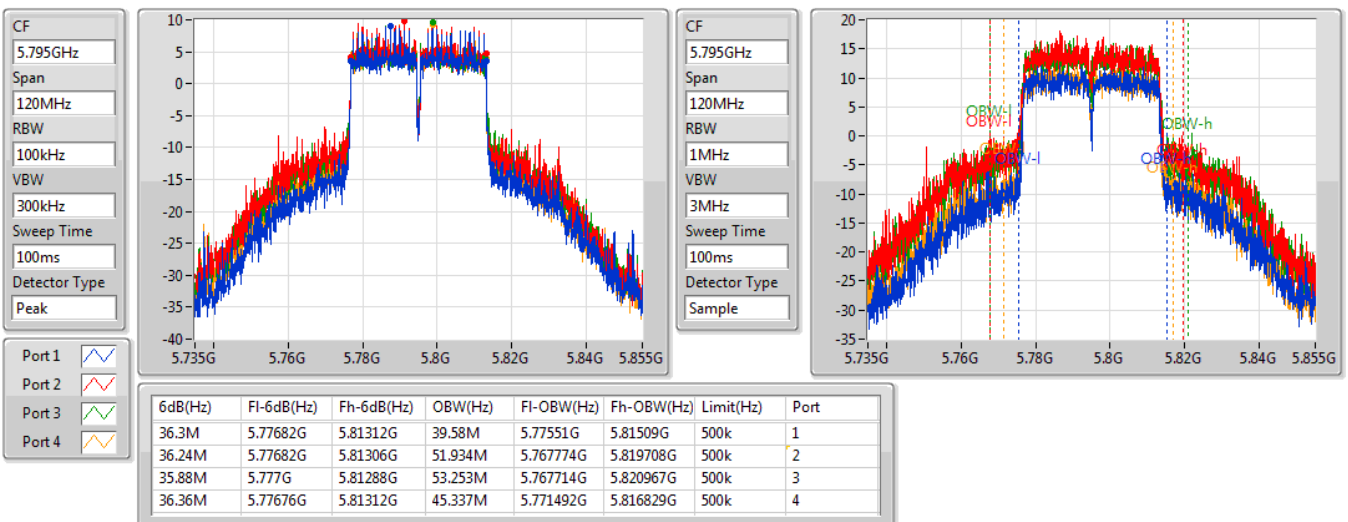 CF
5.795GHz
Span
120MHz
RBW
100kHz
VBW
300kHz
Sweep Time
100ms
Detector Type
Peak
10
5
0
-5
-10
-15
-20
-25
-30
-35
-40
5.735G 5.76G 5.78G 5.8G 5.82G 5.84G 5.855G
CF
5.795GHz
Span
120MHz
RBW
1MHz
VBW
3MHz
Sweep Time
100ms
Detector Type
Sample
20
15
10
5
0
-5
-10
-15
-20
-25
-30
-35
OBW-l
OBW-l
OBW-l
OBW-h
5.735G 5.76G 5.78G 5.8G 5.82G 5.84G 5.855G
Port 1
Port 2
Port 3
Port 4
6dB(Hz) Fl-6dB(Hz) Fh-6dB(Hz) OBW(Hz) Fl-OBW(Hz) Fh-OBW(Hz) Limit(Hz) Port
36.3M 5.77682G 5.81312G 39.58M 5.77551G 5.81509G 500k 1
36.24M 5.77682G 5.81306G 51.934M 5.767774G 5.819708G 500k 2
35.88M 5.777G 5.81288G 53.253M 5.767714G 5.820967G 500k 3
36.36M 5.77676G 5.81312G 45.337M 5.771492G 5.816829G 500k 4